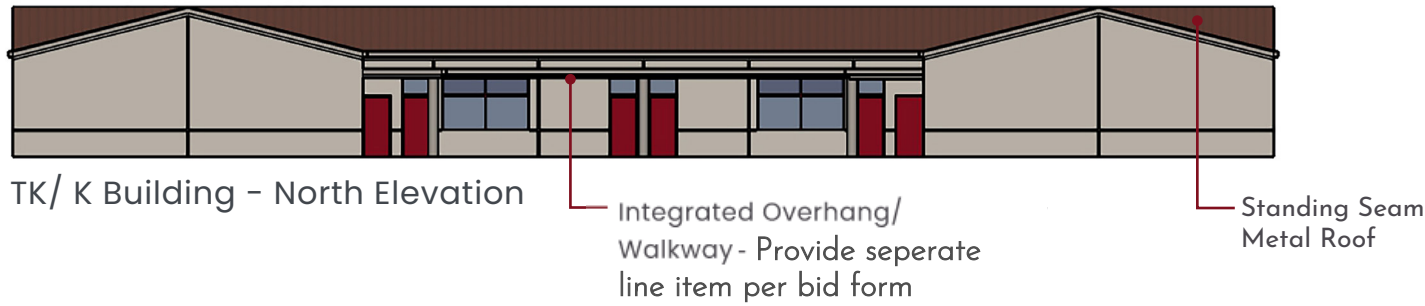 TK/ K Building - North Elevation
Integrated Overhang/
Walkway - Provide seperate
line item per bid form
Standing Seam
Metal Roof